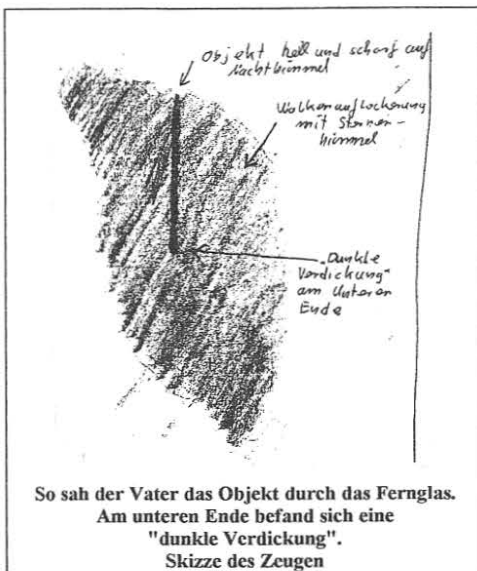 Objekt hell und scharf auf
Nachthimmel
Wolkenauflockerung
mit Sternen-
himmel
"Dunkle
Verdickung"
am unteren
Ende
So sah der Vater das Objekt durch das Fernglas.
Am unteren Ende befand sich eine
"dunkle Verdickung".
Skizze des Zeugen